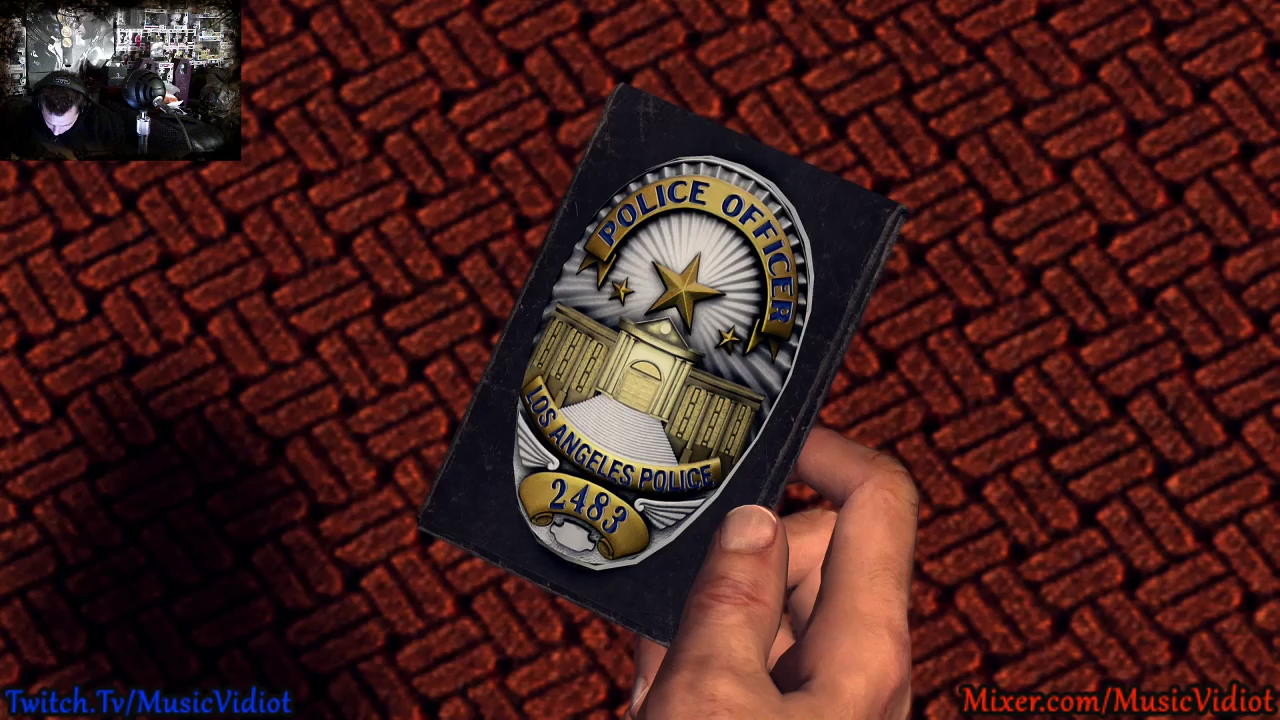 POLICE OFFICER
LOS ANGELES POLICE
2483
Twitch.Tv/MusicVidiot
Mixer.com/MusicVidiot